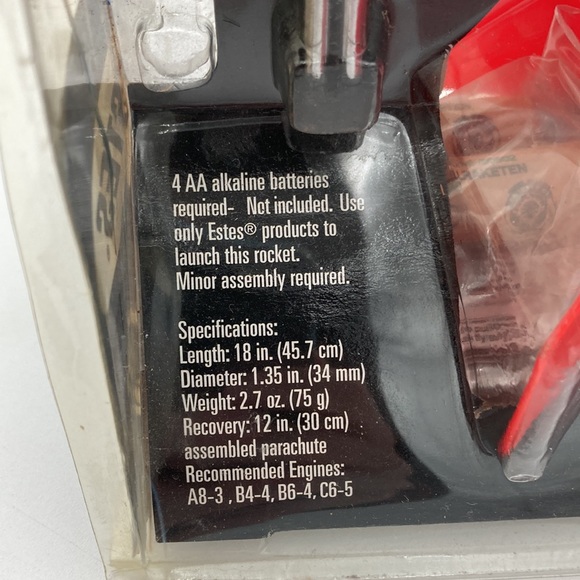 4 AA alkaline batteries
required- Not included. Use
only Estes® products to
launch this rocket.
Minor assembly required.
Specifications:
Length: 18 in. (45.7 cm)
Diameter: 1.35 in. (34 mm)
Weight: 2.7 oz. (75 g)
Recovery: 12 in. (30 cm)
assembled parachute
Recommended Engines:
A8-3 , B4-4, B6-4, C6-5